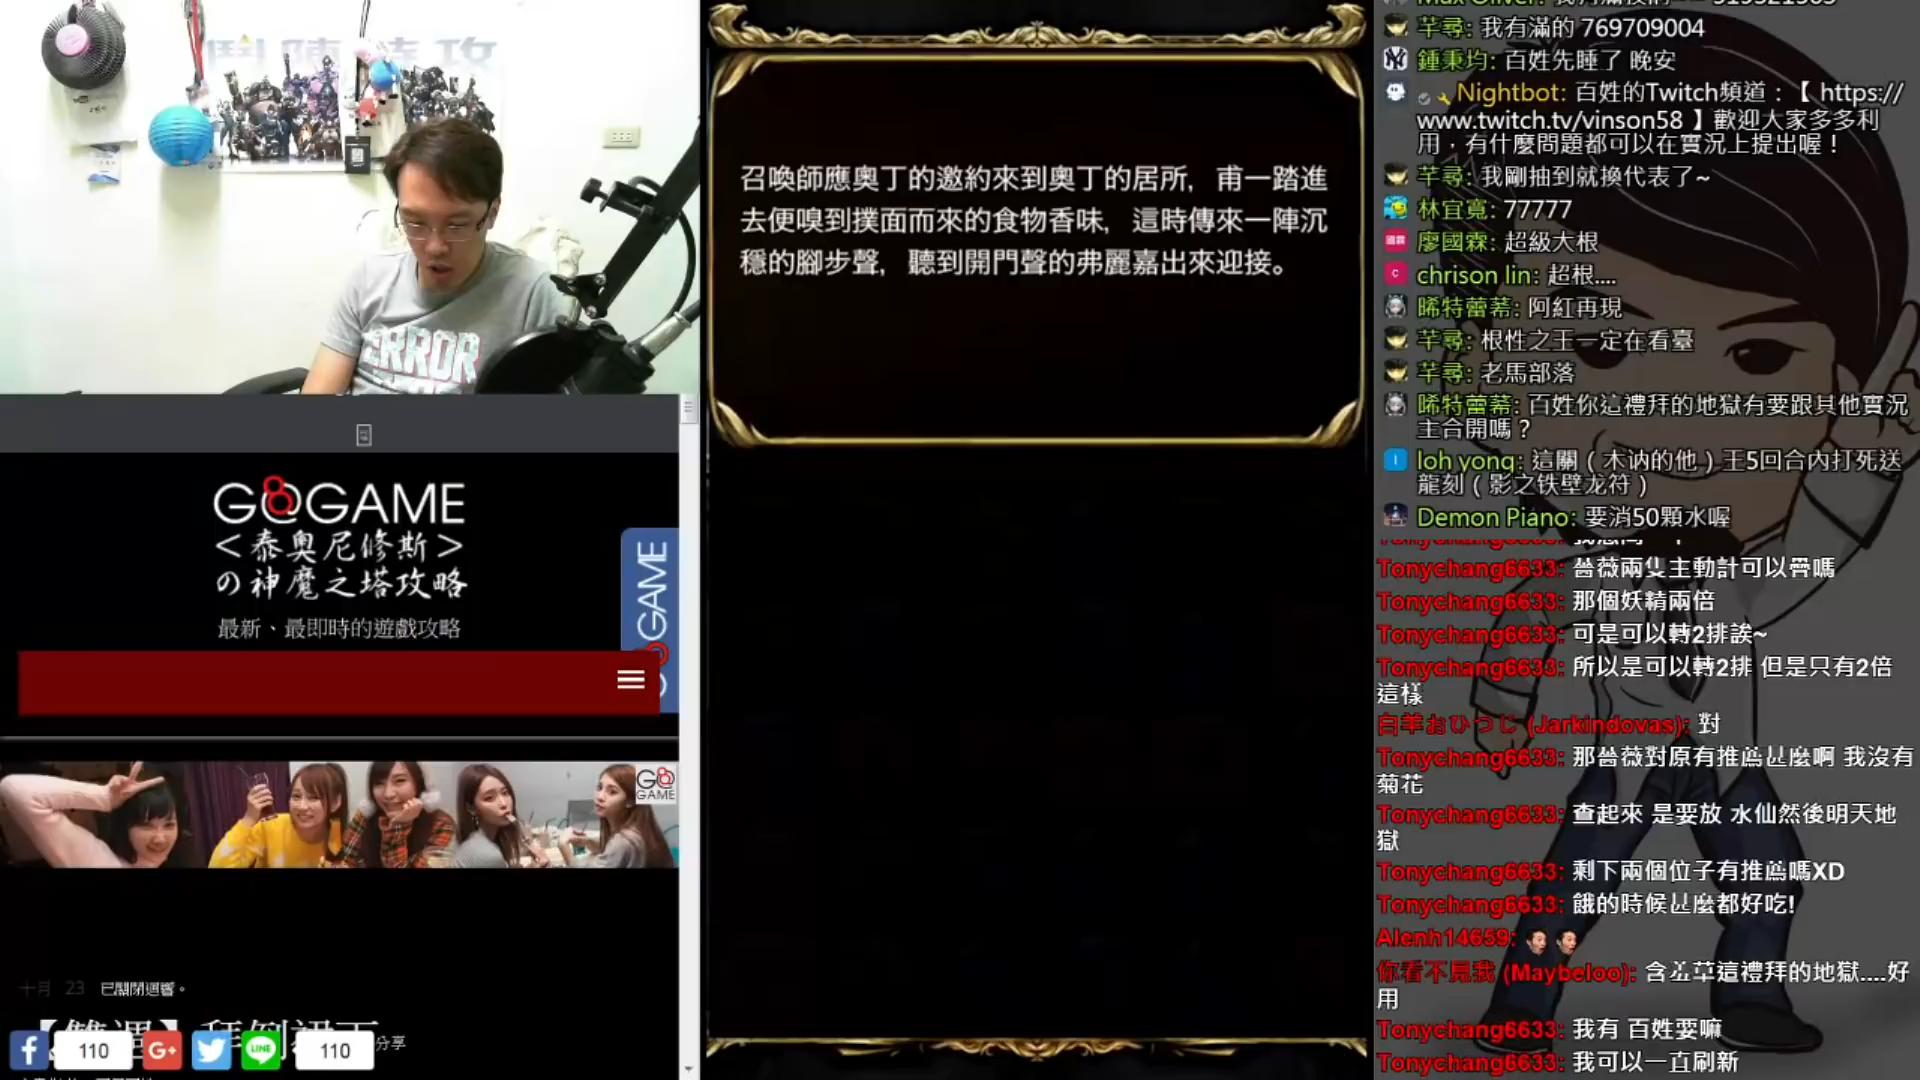 鬥陣特攻
ERROR
GOGAME
8
＜泰奧尼修斯＞
の神魔之塔攻略
最新、最即時的遊戲攻略
GOGAME
GO
GAME
十月 23 已關閉迴響。
110
G+
LINE
110
分享
召喚師應奧丁的邀約來到奧丁的居所，甫一踏進
去便嗅到撲面而來的食物香味，這時傳來一陣沉
穩的腳步聲，聽到開門聲的弗麗嘉出來迎接。
芊尋: 我有滿的 769709004
鍾秉均: 百姓先睡了 晚安
Nightbot: 百姓的Twitch頻道：【 https://
www.twitch.tv/vinson58 】歡迎大家多多利
用，有什麼問題都可以在實況上提出喔！
芊尋: 我剛抽到就換代表了~
林宜寬: 77777
廖國霖: 超級大根
chrison lin: 超根....
晞特蕾蒂: 阿紅再現
芊尋: 根性之王一定在看臺
芊尋: 老馬部落
晞特蕾蒂: 百姓你這禮拜的地獄有要跟其他實況
主合開嗎？
loh yong: 這關（木讷的他）王5回合內打死送
龍刻（影之铁壁龙符）
Demon Piano: 要消50顆水喔
Tonychang6633: 薔薇兩隻主動計可以疊嗎
Tonychang6633: 那個妖精兩倍
Tonychang6633: 可是可以轉2排誒~
Tonychang6633: 所以是可以轉2排 但是只有2倍
這樣
白羊おひつじ (Jarkindovas): 對
Tonychang6633: 那薔薇對原有推薦甚麼啊 我沒有
菊花
Tonychang6633: 查起來 是要放 水仙然後明天地
獄
Tonychang6633: 剩下兩個位子有推薦嗎XD
Tonychang6633: 餓的時候甚麼都好吃!
Alenh14659:
你看不見我 (Maybeloo): 含羞草這禮拜的地獄....好
用
Tonychang6633: 我有 百姓要嘛
Tonychang6633: 我可以一直刷新